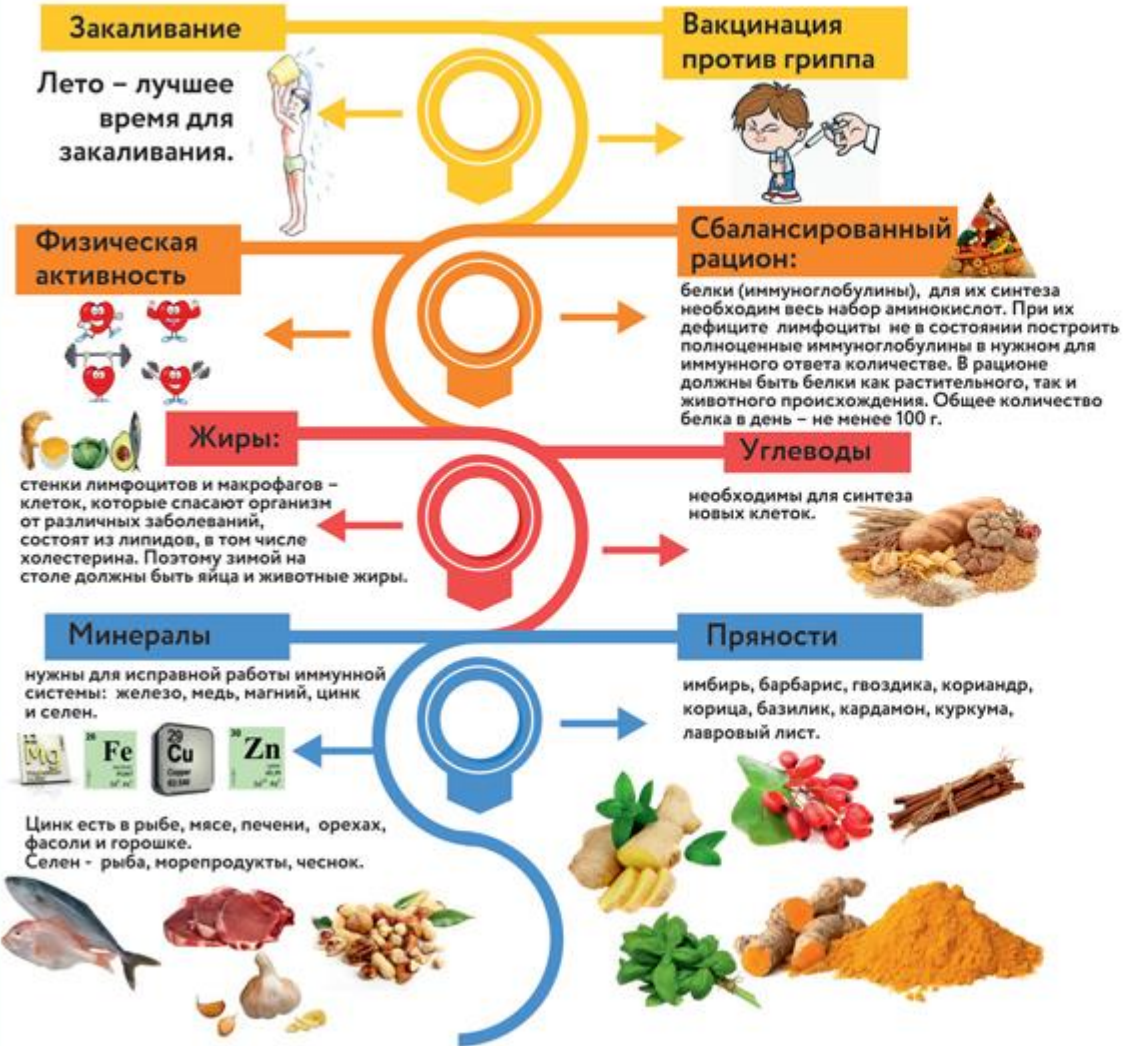 Закаливание
Лето – лучшее
время для
закаливания.
Вакцинация
против гриппа
Физическая
активность
Сбалансированный
рацион:
белки (иммуноглобулины), для их синтеза
необходим весь набор аминокислот. При их
дефиците лимфоциты не в состоянии построить
полноценные иммуноглобулины в нужном для
иммунного ответа количестве. В рационе
должны быть белки как растительного, так и
животного происхождения. Общее количество
белка в день – не менее 100 г.
Жиры:
стенки лимфоцитов и макрофагов –
клеток, которые спасают организм
от различных заболеваний,
состоят из липидов, в том числе
холестерина. Поэтому зимой на
столе должны быть яйца и животные жиры.
Углеводы
необходимы для синтеза
новых клеток.
Минералы
нужны для исправной работы иммунной
системы: железо, медь, магний, цинк
и селен.
Mg
26
Fe
29
Cu
Copper
63.546
30
Zn
Цинк есть в рыбе, мясе, печени, орехах,
фасоли и горошке.
Селен - рыба, морепродукты, чеснок.
Пряности
имбирь, барбарис, гвоздика, кориандр,
корица, базилик, кардамон, куркума,
лавровый лист.